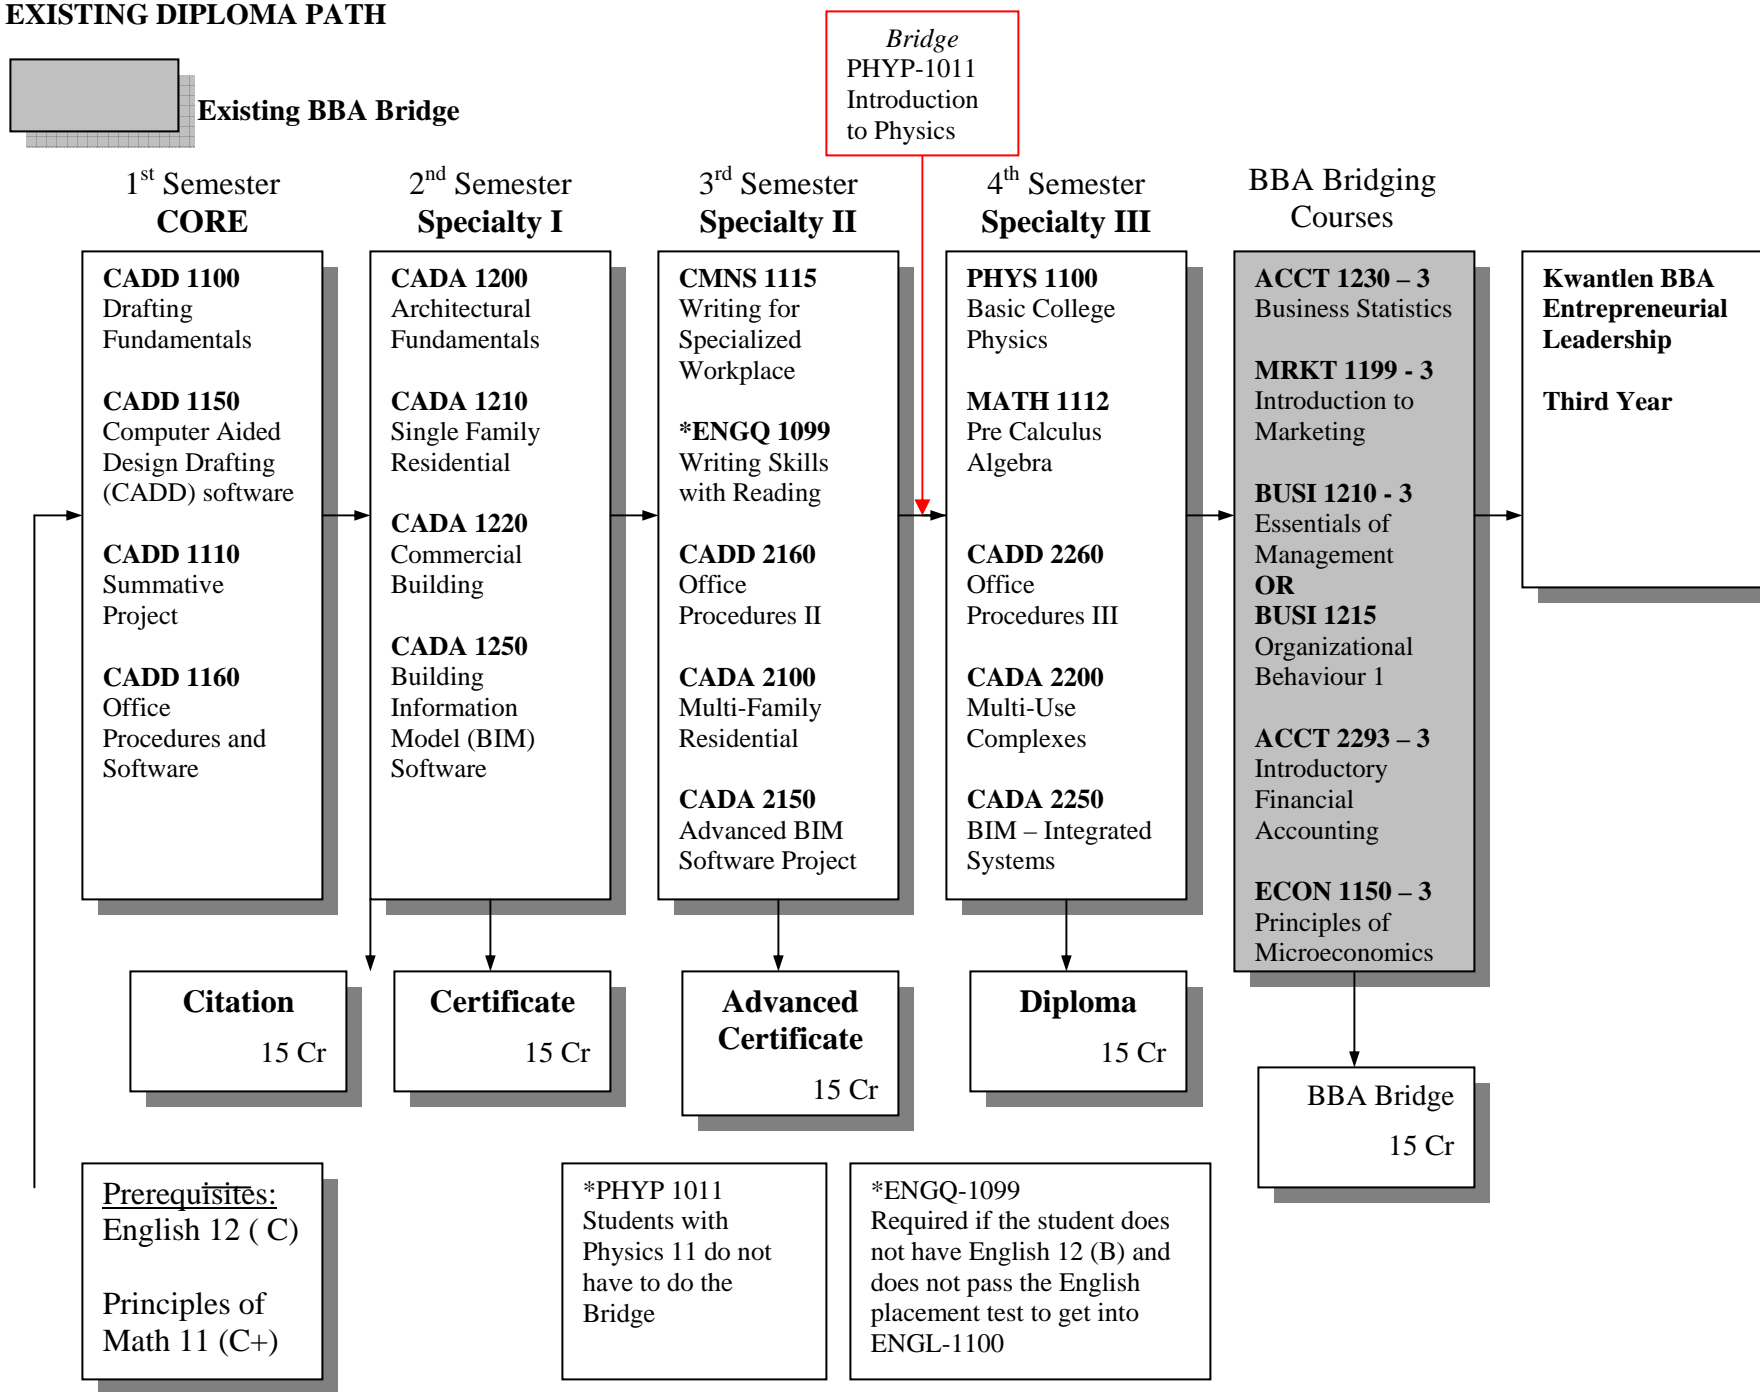 EXISTING DIPLOMA PATH
Existing BBA Bridge
Bridge
PHYP-1011
Introduction
to Physics
1st Semester
CORE
2nd Semester
Specialty I
3rd Semester
Specialty II
4th Semester
Specialty III
BBA Bridging
Courses
CADD 1100
Drafting
Fundamentals
CADD 1150
Computer Aided
Design Drafting
(CADD) software
CADD 1110
Summative
Project
CADD 1160
Office
Procedures and
Software
CADA 1200
Architectural
Fundamentals
CADA 1210
Single Family
Residential
CADA 1220
Commercial
Building
CADA 1250
Building
Information
Model (BIM)
Software
CMNS 1115
Writing for
Specialized
Workplace
*ENGQ 1099
Writing Skills
with Reading
CADD 2160
Office
Procedures II
CADA 2100
Multi-Family
Residential
CADA 2150
Advanced BIM
Software Project
PHYS 1100
Basic College
Physics
MATH 1112
Pre Calculus
Algebra
CADD 2260
Office
Procedures III
CADA 2200
Multi-Use
Complexes
CADA 2250
BIM – Integrated
Systems
ACCT 1230 – 3
Business Statistics
MRKT 1199 - 3
Introduction to
Marketing
BUSI 1210 - 3
Essentials of
Management
OR
BUSI 1215
Organizational
Behaviour 1
ACCT 2293 – 3
Introductory
Financial
Accounting
ECON 1150 – 3
Principles of
Microeconomics
Kwantlen BBA
Entrepreneurial
Leadership
Third Year
Citation
15 Cr
Certificate
15 Cr
Advanced
Certificate
15 Cr
Diploma
15 Cr
BBA Bridge
15 Cr
Prerequisites:
English 12 ( C)
Principles of
Math 11 (C+)
*PHYP 1011
Students with
Physics 11 do not
have to do the
Bridge
*ENGQ-1099
Required if the student does
not have English 12 (B) and
does not pass the English
placement test to get into
ENGL-1100